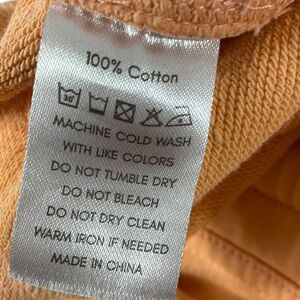 100% Cotton
30
MACHINE COLD WASH
WITH LIKE COLORS
DO NOT TUMBLE DRY
DO NOT BLEACH
DO NOT DRY CLEAN
WARM IRON IF NEEDED
MADE IN CHINA